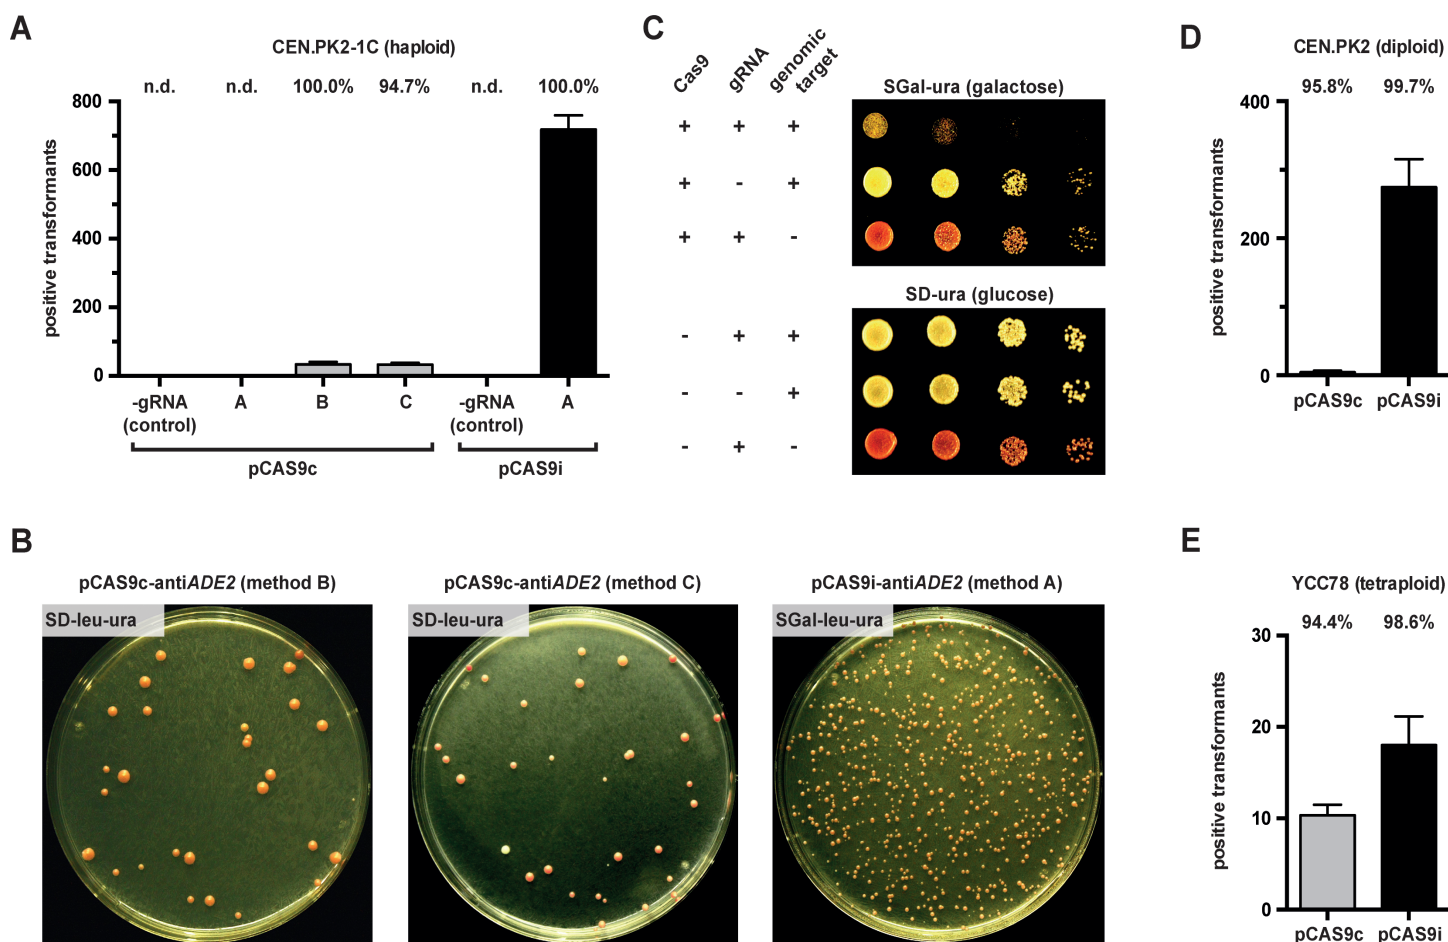 A
CEN.PK2-1C (haploid)
n.d. n.d. 100.0% 94.7% n.d. 100.0%
positive transformants
800
600
400
200
0
-gRNA (control)
A
B
C
-gRNA (control)
A
pCAS9c
pCAS9i
B
pCAS9c-antiADE2 (method B)
SD-leu-ura
pCAS9c-antiADE2 (method C)
SD-leu-ura
pCAS9i-antiADE2 (method A)
SGal-leu-ura
C
Cas9
gRNA
genomic
target
SGal-ura (galactose)
+ + +
+ - +
+ + -
SD-ura (glucose)
- + +
- - +
- + -
D
CEN.PK2 (diploid)
95.8% 99.7%
positive transformants
400
200
0
pCAS9c pCAS9i
E
YCC78 (tetraploid)
94.4% 98.6%
positive transformants
30
20
10
0
pCAS9c pCAS9i